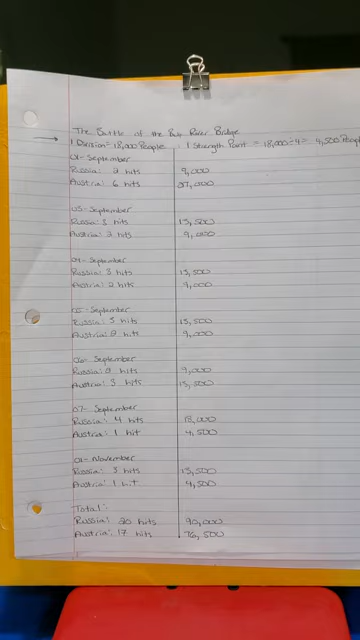 The Battle of the Bug River Bridge
1 Division = 18,000 People 1 Strength Point = 18,000÷4 = 4,500 People
01- September
Russia: 2 hits 9,000
Austria: 6 hits 27,000
03- September
Russia: 3 hits 13,500
Austria: 2 hits 9,000
04- September
Russia: 3 hits 13,500
Austria: 2 hits 9,000
05- September
Russia: 3 hits 13,500
Austria: 2 hits 9,000
06- September
Russia: 2 hits 9,000
Austria: 3 hits 13,500
07- September
Russia: 4 hits 18,000
Austria: 1 hit 4,500
01- November
Russia: 3 hits 13,500
Austria: 1 hit 4,500
Total:
Russia: 20 hits 90,000
Austria: 17 hits 76,500